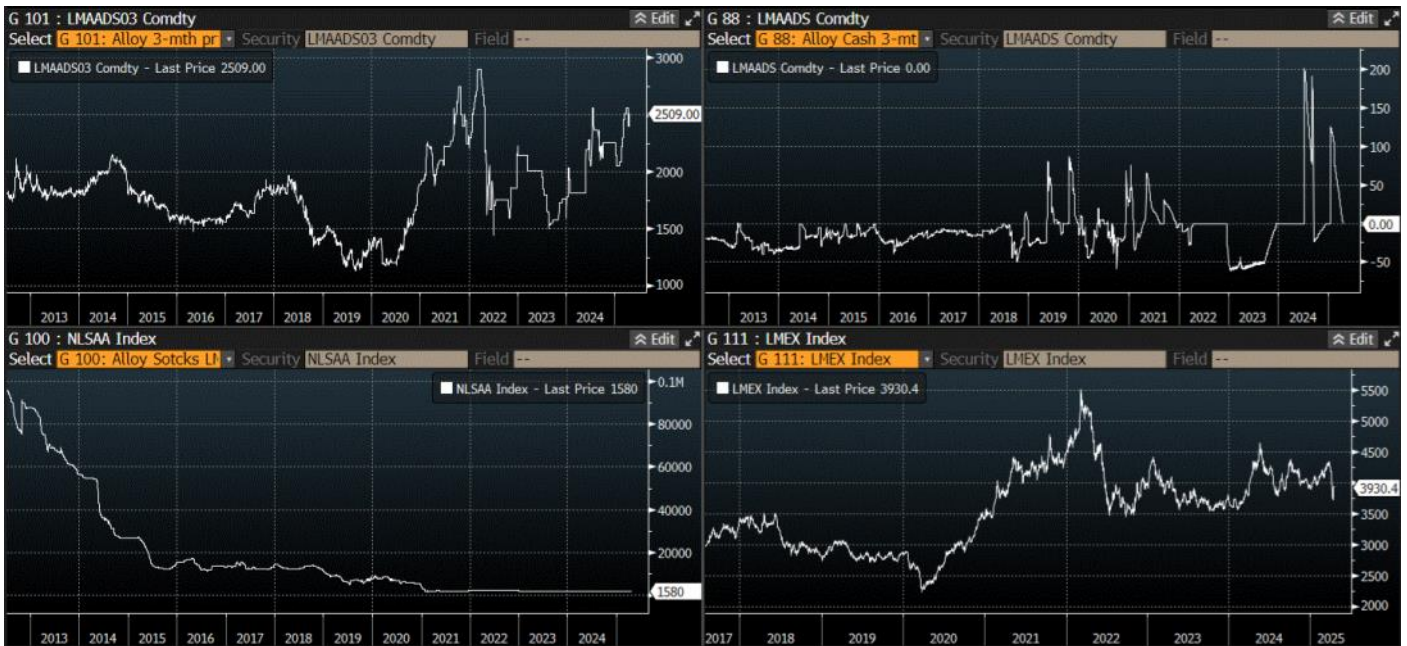 G 101 : LMAADS03 Comdty
Edit
Select G 101: Alloy 3-mth pr Security LMAADS03 Comdty Field --
LMAADS03 Comdty - Last Price 2509.00
3000
2509.00
2000
1500
1000
2013 2014 2015 2016 2017 2018 2019 2020 2021 2022 2023 2024
G 88 : LMAADS Comdty
Edit
Select G 88: Alloy Cash 3-mt Security LMAADS Comdty Field --
LMAADS Comdty - Last Price 0.00
200
150
100
50
0.00
-50
2013 2014 2015 2016 2017 2018 2019 2020 2021 2022 2023 2024
G 100 : NLSAA Index
Edit
Select G 100: Alloy Sotcks LM Security NLSAA Index Field --
NLSAA Index - Last Price 1580
0.1M
80000
60000
40000
20000
1580
2013 2014 2015 2016 2017 2018 2019 2020 2021 2022 2023 2024
G 111 : LMEX Index
Edit
Select G 111: LMEX Index Security LMEX Index Field --
LMEX Index - Last Price 3930.4
5500
5000
4500
3930.4
3500
3000
2500
2000
2017 2018 2019 2020 2021 2022 2023 2024 2025